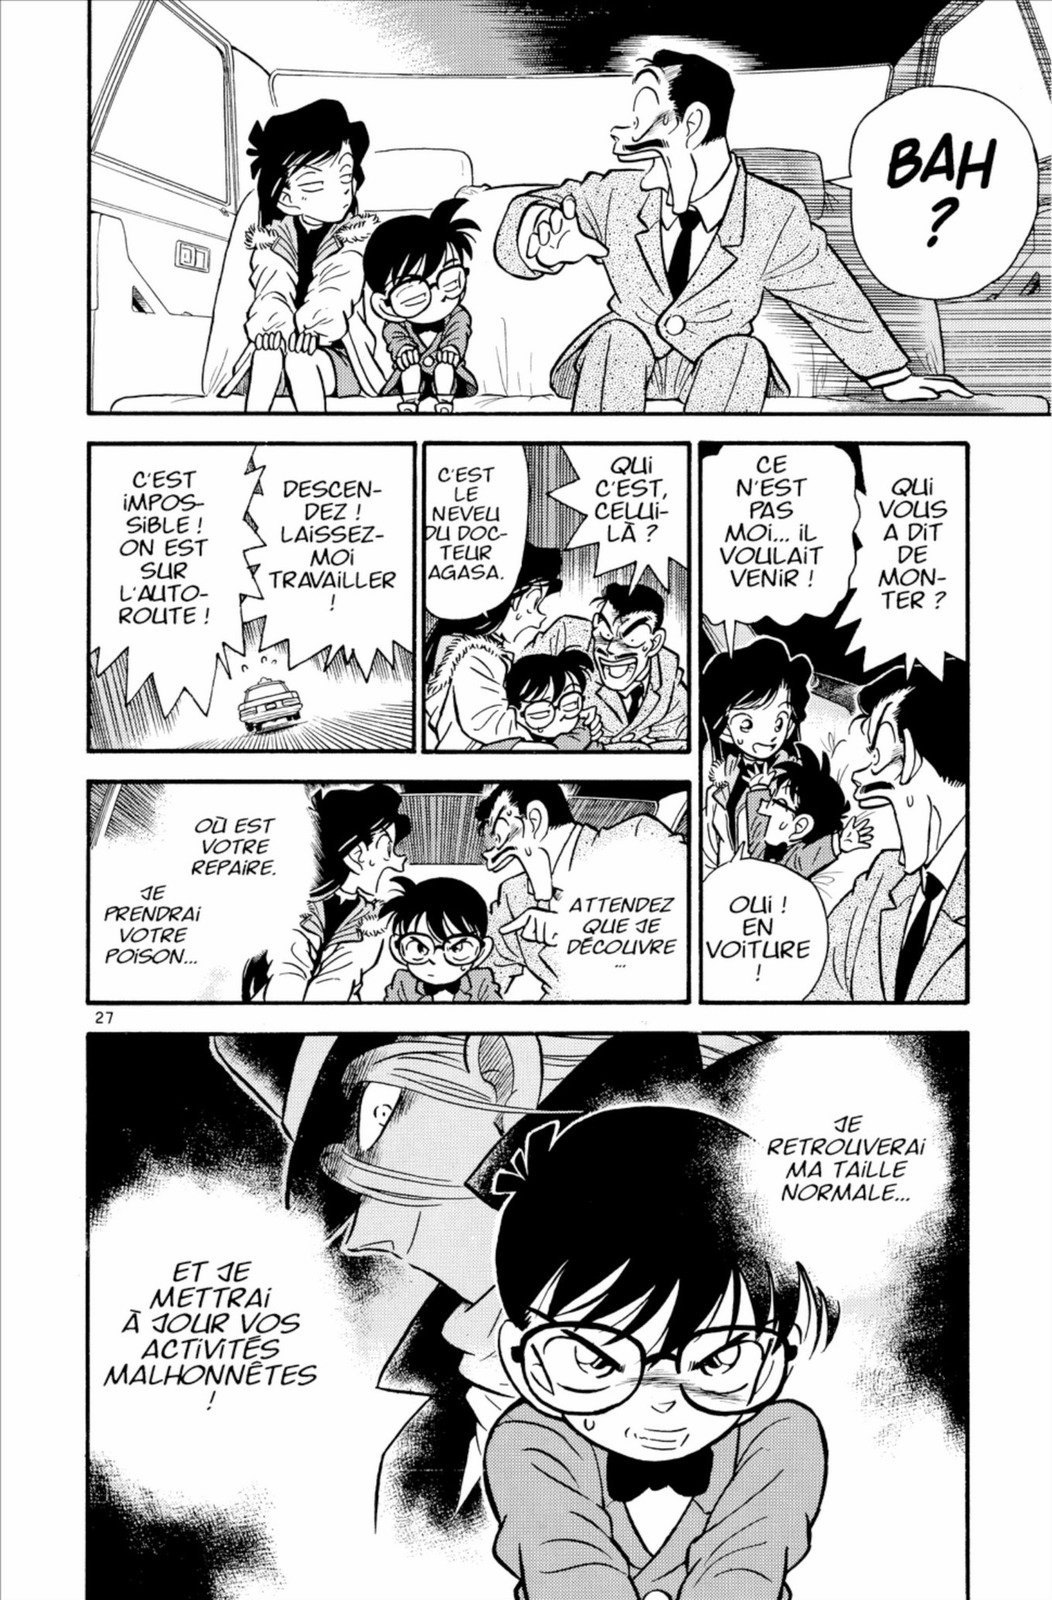 BAH
?
QUI
VOUS
A DIT
DE
MON-
TER ?
CE
N'EST
PAS
MOI... IL
VOULAIT
VENIR !
OUI !
EN
VOITURE
!
QUI
C'EST,
CELUI-
LÀ ?
C'EST
LE
NEVEU
DU DOC-
TEUR
AGASA.
DESCEN-
DEZ !
LAISSEZ-
MOI
TRAVAILLER
!
C'EST
IMPOS-
SIBLE !
ON EST
SUR
L'AUTO-
ROUTE !
ATTENDEZ
QUE JE
DÉCOUVRE
...
OÙ EST
VOTRE
REPAIRE.
JE
PRENDRAI
VOTRE
POISON...
27
JE
RETROUVERAI
MA TAILLE
NORMALE...
ET JE
METTRAI
À JOUR VOS
ACTIVITÉS
MALHONNÊTES
!